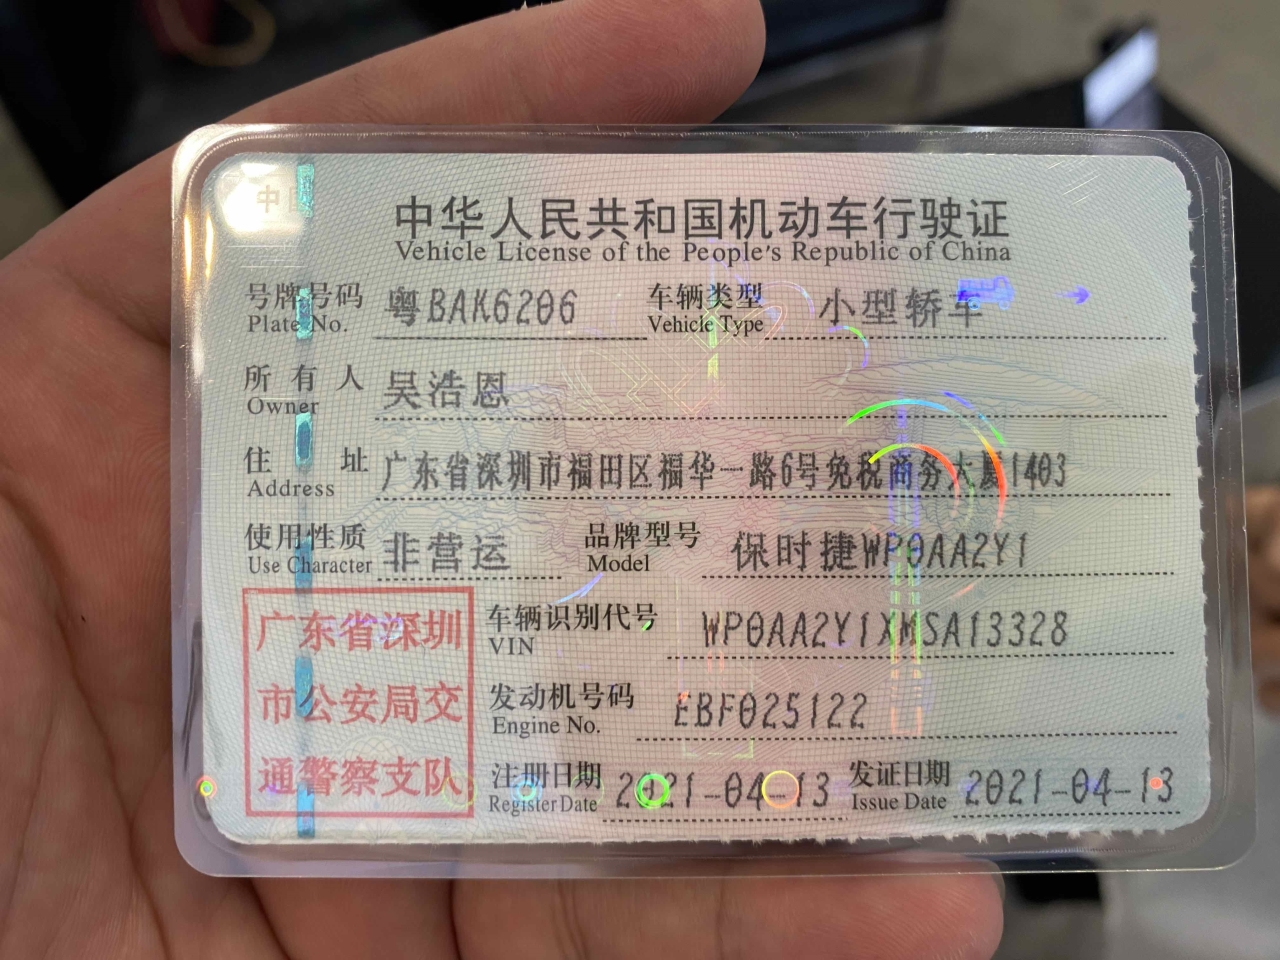 中国
中华人民共和国机动车行驶证
Vehicle License of the People's Republic of China
号牌号码 粤BAK6206 车辆类型 小型轿车
Plate No. Vehicle Type
所有人 吴浩恩
Owner
住址 广东省深圳市福田区福华一路6号免税商务大厦1403
Address
使用性质 非营运 品牌型号 保时捷WP0AA2Y1
Use Character Model
广东省深圳 车辆识别代号 WP0AA2Y1XMSA13328
VIN
市公安局交 发动机号码 EBF025122
Engine No.
通警察支队 注册日期 2021-04-13 发证日期 2021-04-13
Register Date Issue Date